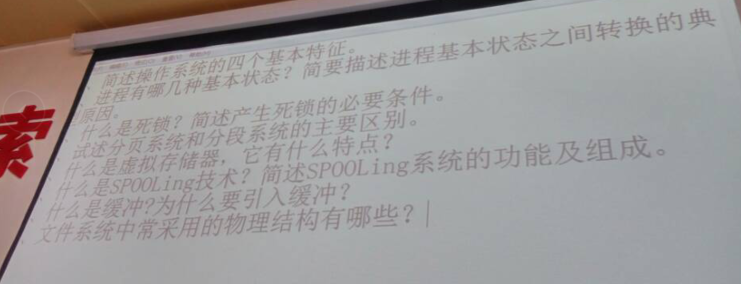 简述操作系统的四个基本特征。
进程有哪几种基本状态？简要描述进程基本状态之间转换的典
原因。
什么是死锁？简述产生死锁的必要条件。
试述分页系统和分段系统的主要区别。
什么是虚拟存储器，它有什么特点？
什么是SPOOLing技术？简述SPOOLing系统的功能及组成。
什么是缓冲?为什么要引入缓冲？
文件系统中常采用的物理结构有哪些？
索